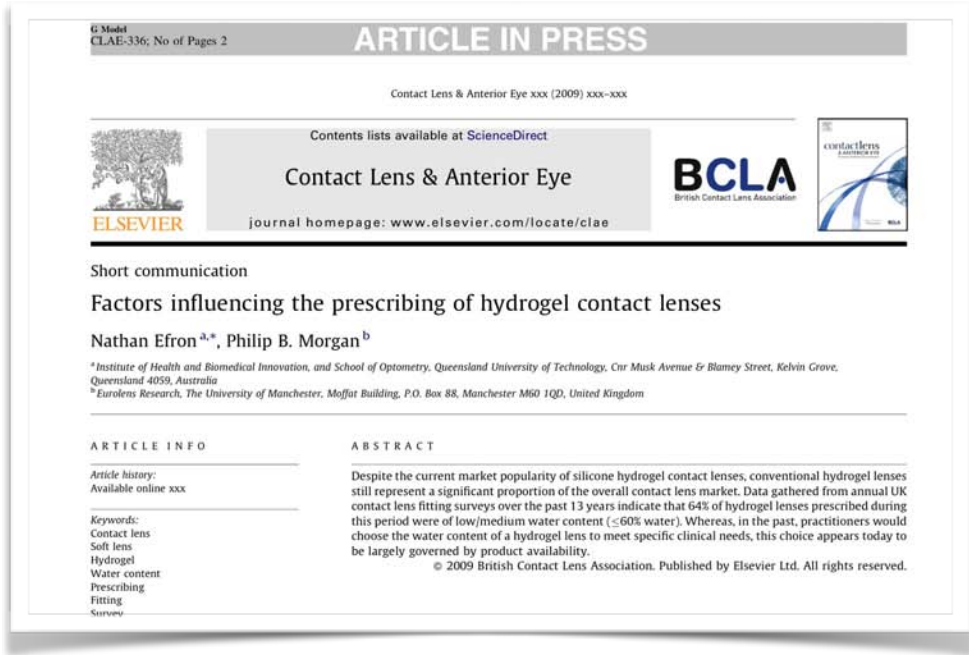 G Model
CLAE-336; No of Pages 2
ARTICLE IN PRESS
Contact Lens & Anterior Eye xxx (2009) xxx–xxx
ELSEVIER
Contents lists available at ScienceDirect
Contact Lens & Anterior Eye
journal homepage: www.elsevier.com/locate/clae
BCLA
British Contact Lens Association
contactlens
& ANTERIOR EYE
BCLA
Short communication
Factors influencing the prescribing of hydrogel contact lenses
Nathan Efron a,*, Philip B. Morgan b
a Institute of Health and Biomedical Innovation, and School of Optometry, Queensland University of Technology, Cnr Musk Avenue & Blamey Street, Kelvin Grove,
Queensland 4059, Australia
b Eurolens Research, The University of Manchester, Moffat Building, P.O. Box 88, Manchester M60 1QD, United Kingdom
ARTICLE INFO
Article history:
Available online xxx
Keywords:
Contact lens
Soft lens
Hydrogel
Water content
Prescribing
Fitting
Survey
ABSTRACT
Despite the current market popularity of silicone hydrogel contact lenses, conventional hydrogel lenses
still represent a significant proportion of the overall contact lens market. Data gathered from annual UK
contact lens fitting surveys over the past 13 years indicate that 64% of hydrogel lenses prescribed during
this period were of low/medium water content (≤60% water). Whereas, in the past, practitioners would
choose the water content of a hydrogel lens to meet specific clinical needs, this choice appears today to
be largely governed by product availability.
© 2009 British Contact Lens Association. Published by Elsevier Ltd. All rights reserved.